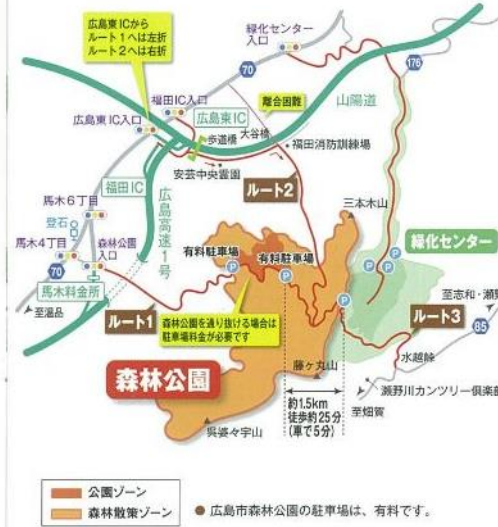 広島東ICから
ルート1へは左折
ルート2へは右折
緑化センター
入口
70
176
福田IC入口
離合困難
山陽道
広島東IC入口
広島東IC
大谷橋
歩道橋
福田消防訓練場
安芸中央霊園
福田IC
広島高速1号
ルート2
馬木6丁目
登石
三本木山
馬木4丁目
森林公園
入口
有料駐車場
有料駐車場
緑化センター
P
P
P
P
P
P
70
馬木料金所
至温品
ルート1
森林公園を通り抜ける場合は
駐車場料金が必要です
至志和・瀬野
ルート3
85
森林公園
藤ヶ丸山
水越峠
瀬野川カンツリー倶楽部
約1.5km
徒歩約25分
(車で5分)
至畑賀
呉婆々宇山
公園ゾーン
森林散策ゾーン
● 広島市森林公園の駐車場は、有料です。